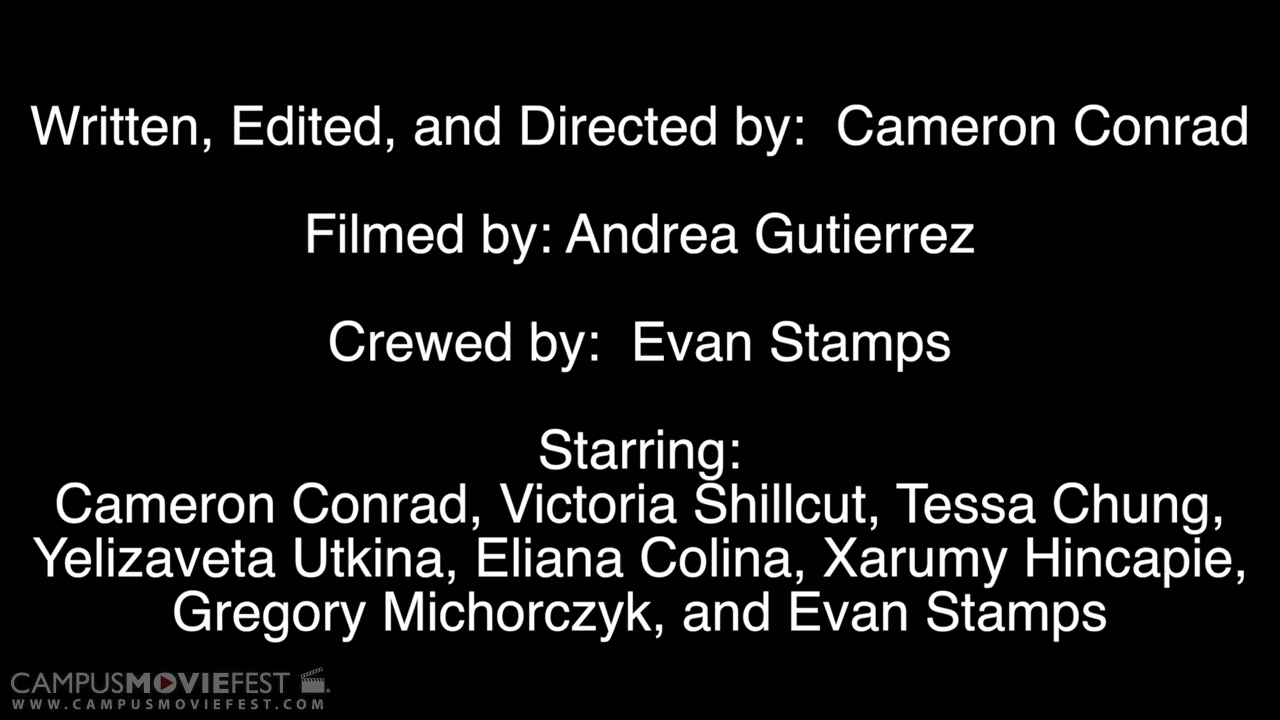 Written, Edited, and Directed by:  Cameron Conrad
Filmed by: Andrea Gutierrez
Crewed by:  Evan Stamps
Starring:
Cameron Conrad, Victoria Shillcut, Tessa Chung,
Yelizaveta Utkina, Eliana Colina, Xarumy Hincapie,
Gregory Michorczyk, and Evan Stamps
CAMPUSMOVIEFEST
WWW.CAMPUSMOVIEFEST.COM